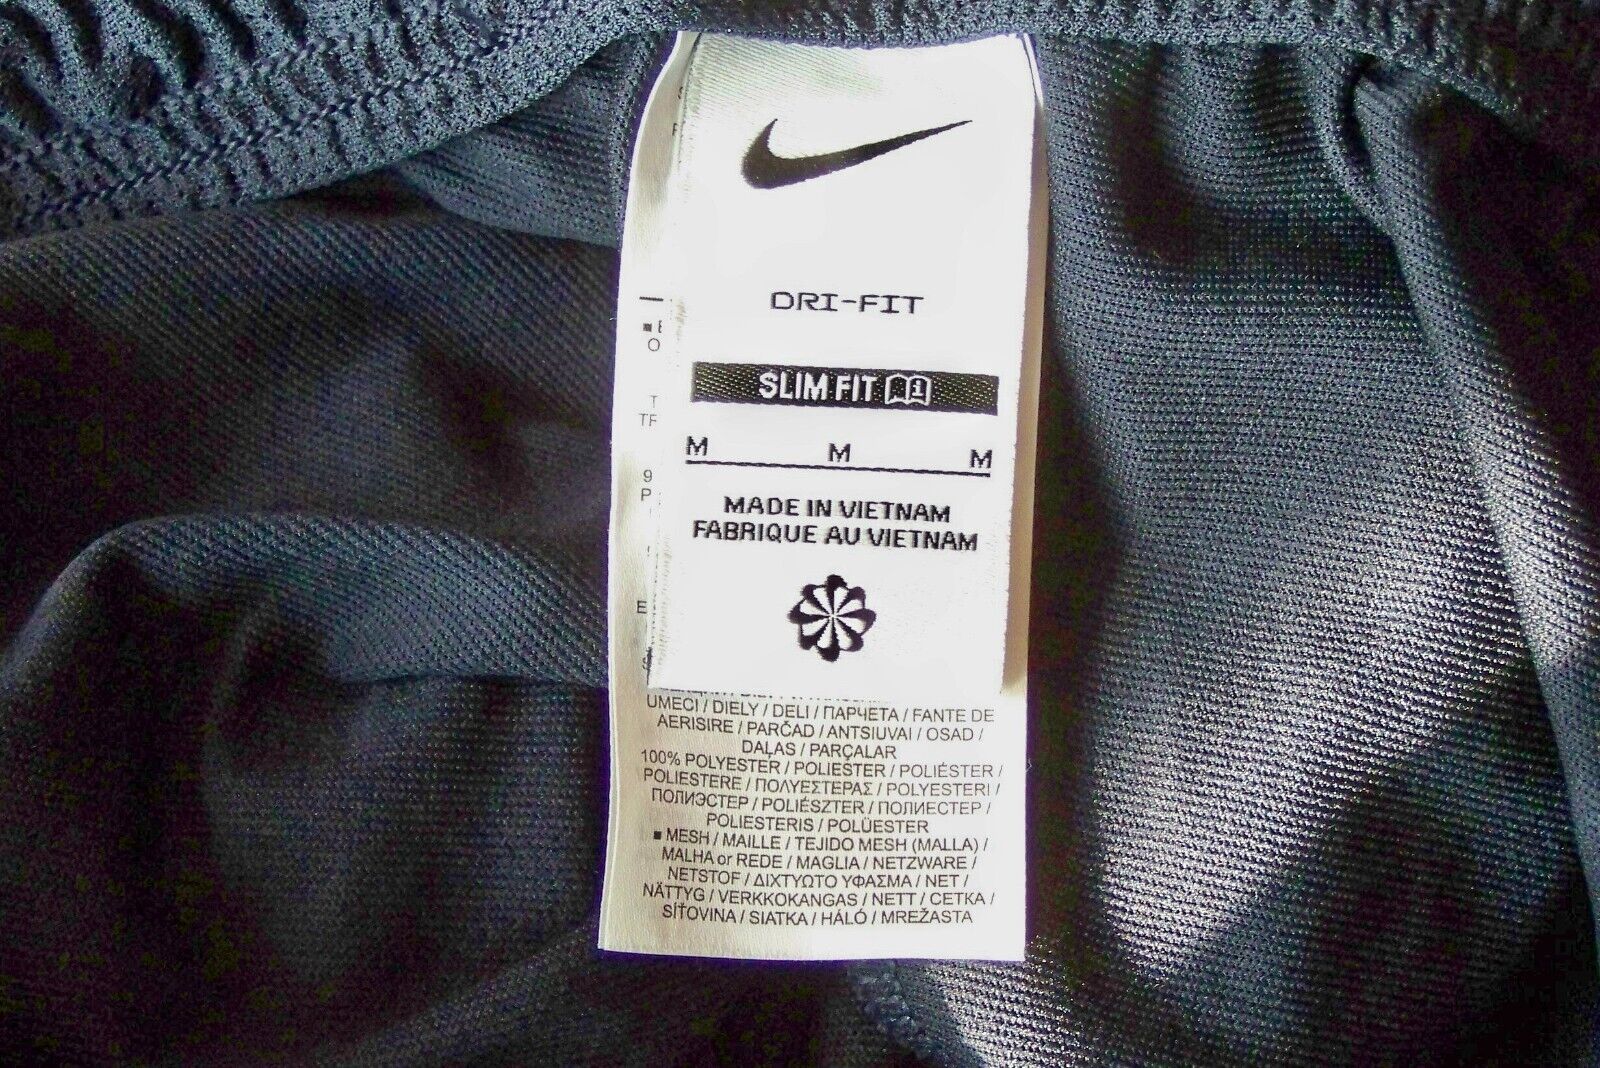 DRI-FIT
SLIM FIT
M M M
MADE IN VIETNAM
FABRIQUE AU VIETNAM
UMECI / DIELY / DELI / ПАРЧЕТА / FANTE DE
AERISIRE / PARČAD / ANTSIUVAI / OSAD /
DAĻAS / PARÇALAR
100% POLYESTER / POLIESTER / POLIÉSTER /
POLIESTERE / ΠΟΛΥΕΣΤΕΡΑΣ / POLYESTERI /
ПОЛИЭСТЕР / POLIÉSZTER / ПОЛИЕСТЕР /
POLIESTERIS / POLÜESTER
■ MESH / MAILLE / TEJIDO MESH (MALLA) /
MALHA or REDE / MAGLIA / NETZWARE /
NETSTOF / ΔΙΧΤΥΩΤΟ ΥΦΑΣΜΑ / NET /
NÄTTYG / VERKKOKANGAS / NETT / СЕТКА /
SÍŤOVINA / SIATKA / HÁLÓ / MREŽASTA